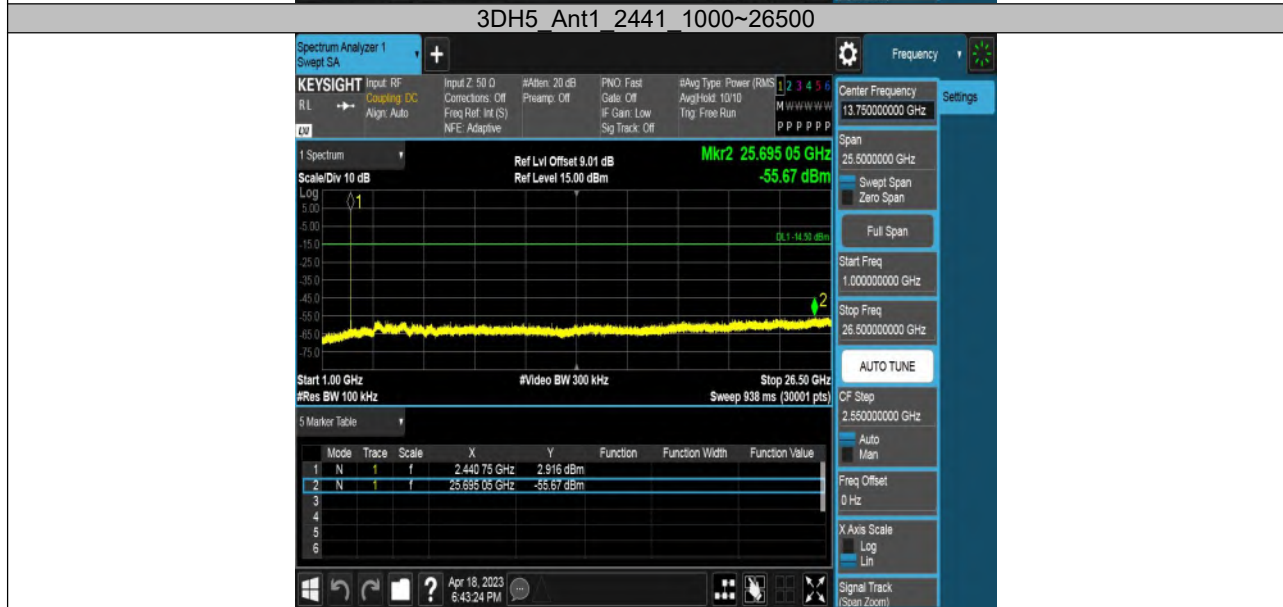 3DH5_Ant1_2441_1000~26500
Spectrum Analyzer 1
Swept SA
+
Frequency
KEYSIGHT
RL
LXI
Input: RF
Coupling: DC
Align: Auto
Input Z: 50 Ω
Corrections: Off
Freq Ref: Int (S)
NFE: Adaptive
#Atten: 20 dB
Preamp: Off
PNO: Fast
Gate: Off
IF Gain: Low
Sig Track: Off
#Avg Type: Power (RMS
Avg|Hold: 10/10
Trig: Free Run
1 2 3 4 5 6
M W W W W W
P P P P P P
1 Spectrum
Scale/Div 10 dB
Ref Lvl Offset 9.01 dB
Ref Level 15.00 dBm
Mkr2 25.695 05 GHz
-55.67 dBm
Log
5.00
-5.00
-15.0
-25.0
-35.0
-45.0
-55.0
-65.0
-75.0
1
DL1 -14.50 dBm
2
Start 1.00 GHz
#Video BW 300 kHz
Stop 26.50 GHz
#Res BW 100 kHz
Sweep 938 ms (30001 pts)
5 Marker Table
Mode Trace Scale X Y Function Function Width Function Value
1 N 1 f 2.440 75 GHz 2.916 dBm
2 N 1 f 25.695 05 GHz -55.67 dBm
3
4
5
6
Apr 18, 2023
6:43:24 PM
Center Frequency
13.750000000 GHz
Settings
Span
25.5000000 GHz
Swept Span
Zero Span
Full Span
Start Freq
1.000000000 GHz
Stop Freq
26.500000000 GHz
AUTO TUNE
CF Step
2.550000000 GHz
Auto
Man
Freq Offset
0 Hz
X Axis Scale
Log
Lin
Signal Track
(Span Zoom)